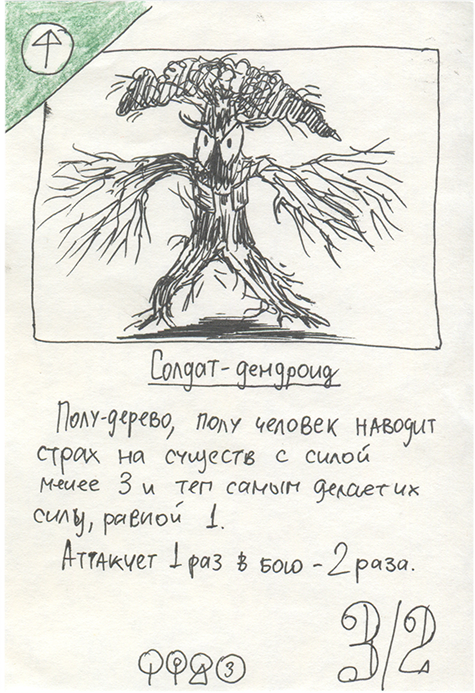 Солдат-дендроид
Полу-дерево, полу человек наводит
страх на существ с силой
менее 3 и тем самым делает их
силу, равной 1.
Аттакует 1 раз в бою - 2 раза.
3/2
3